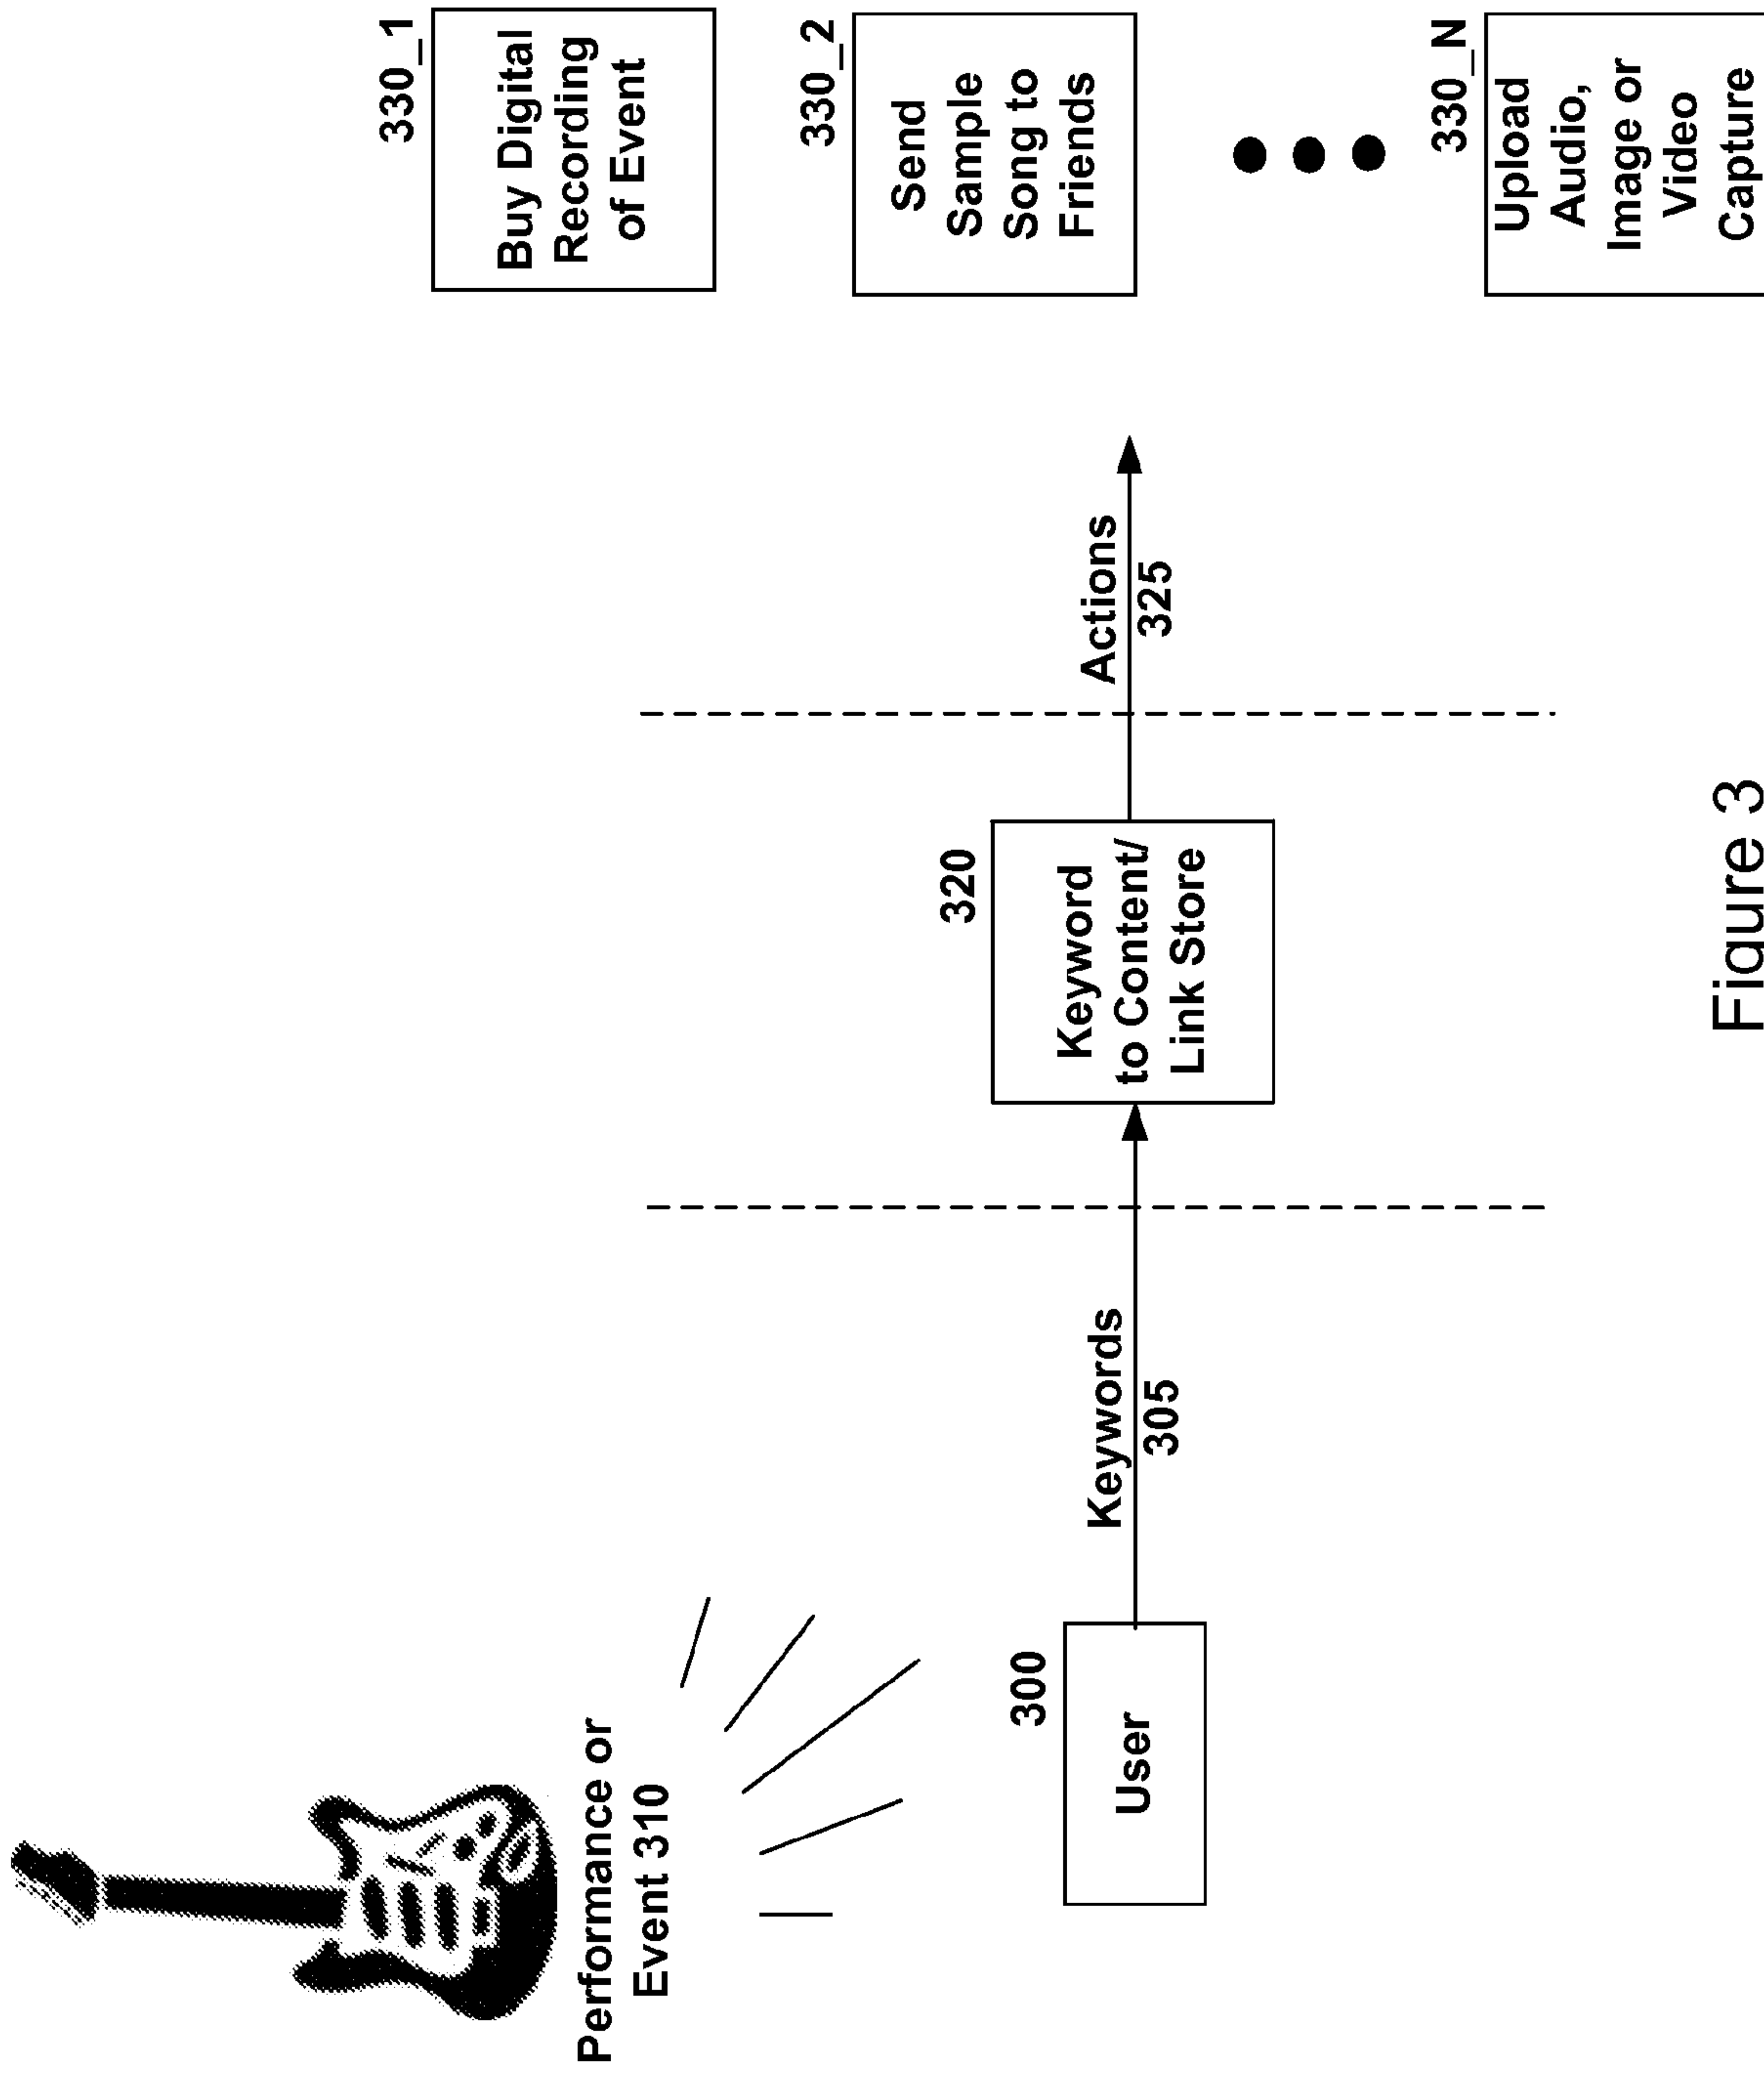 Performance or
Event 310
300
User
Keywords
305
320
Keyword
to Content/
Link Store
Actions
325
330_1
Buy Digital
Recording
of Event
330_2
Send
Sample
Song to
Friends
330_N
Upload
Audio,
Image or
Video
Capture
Figure 3